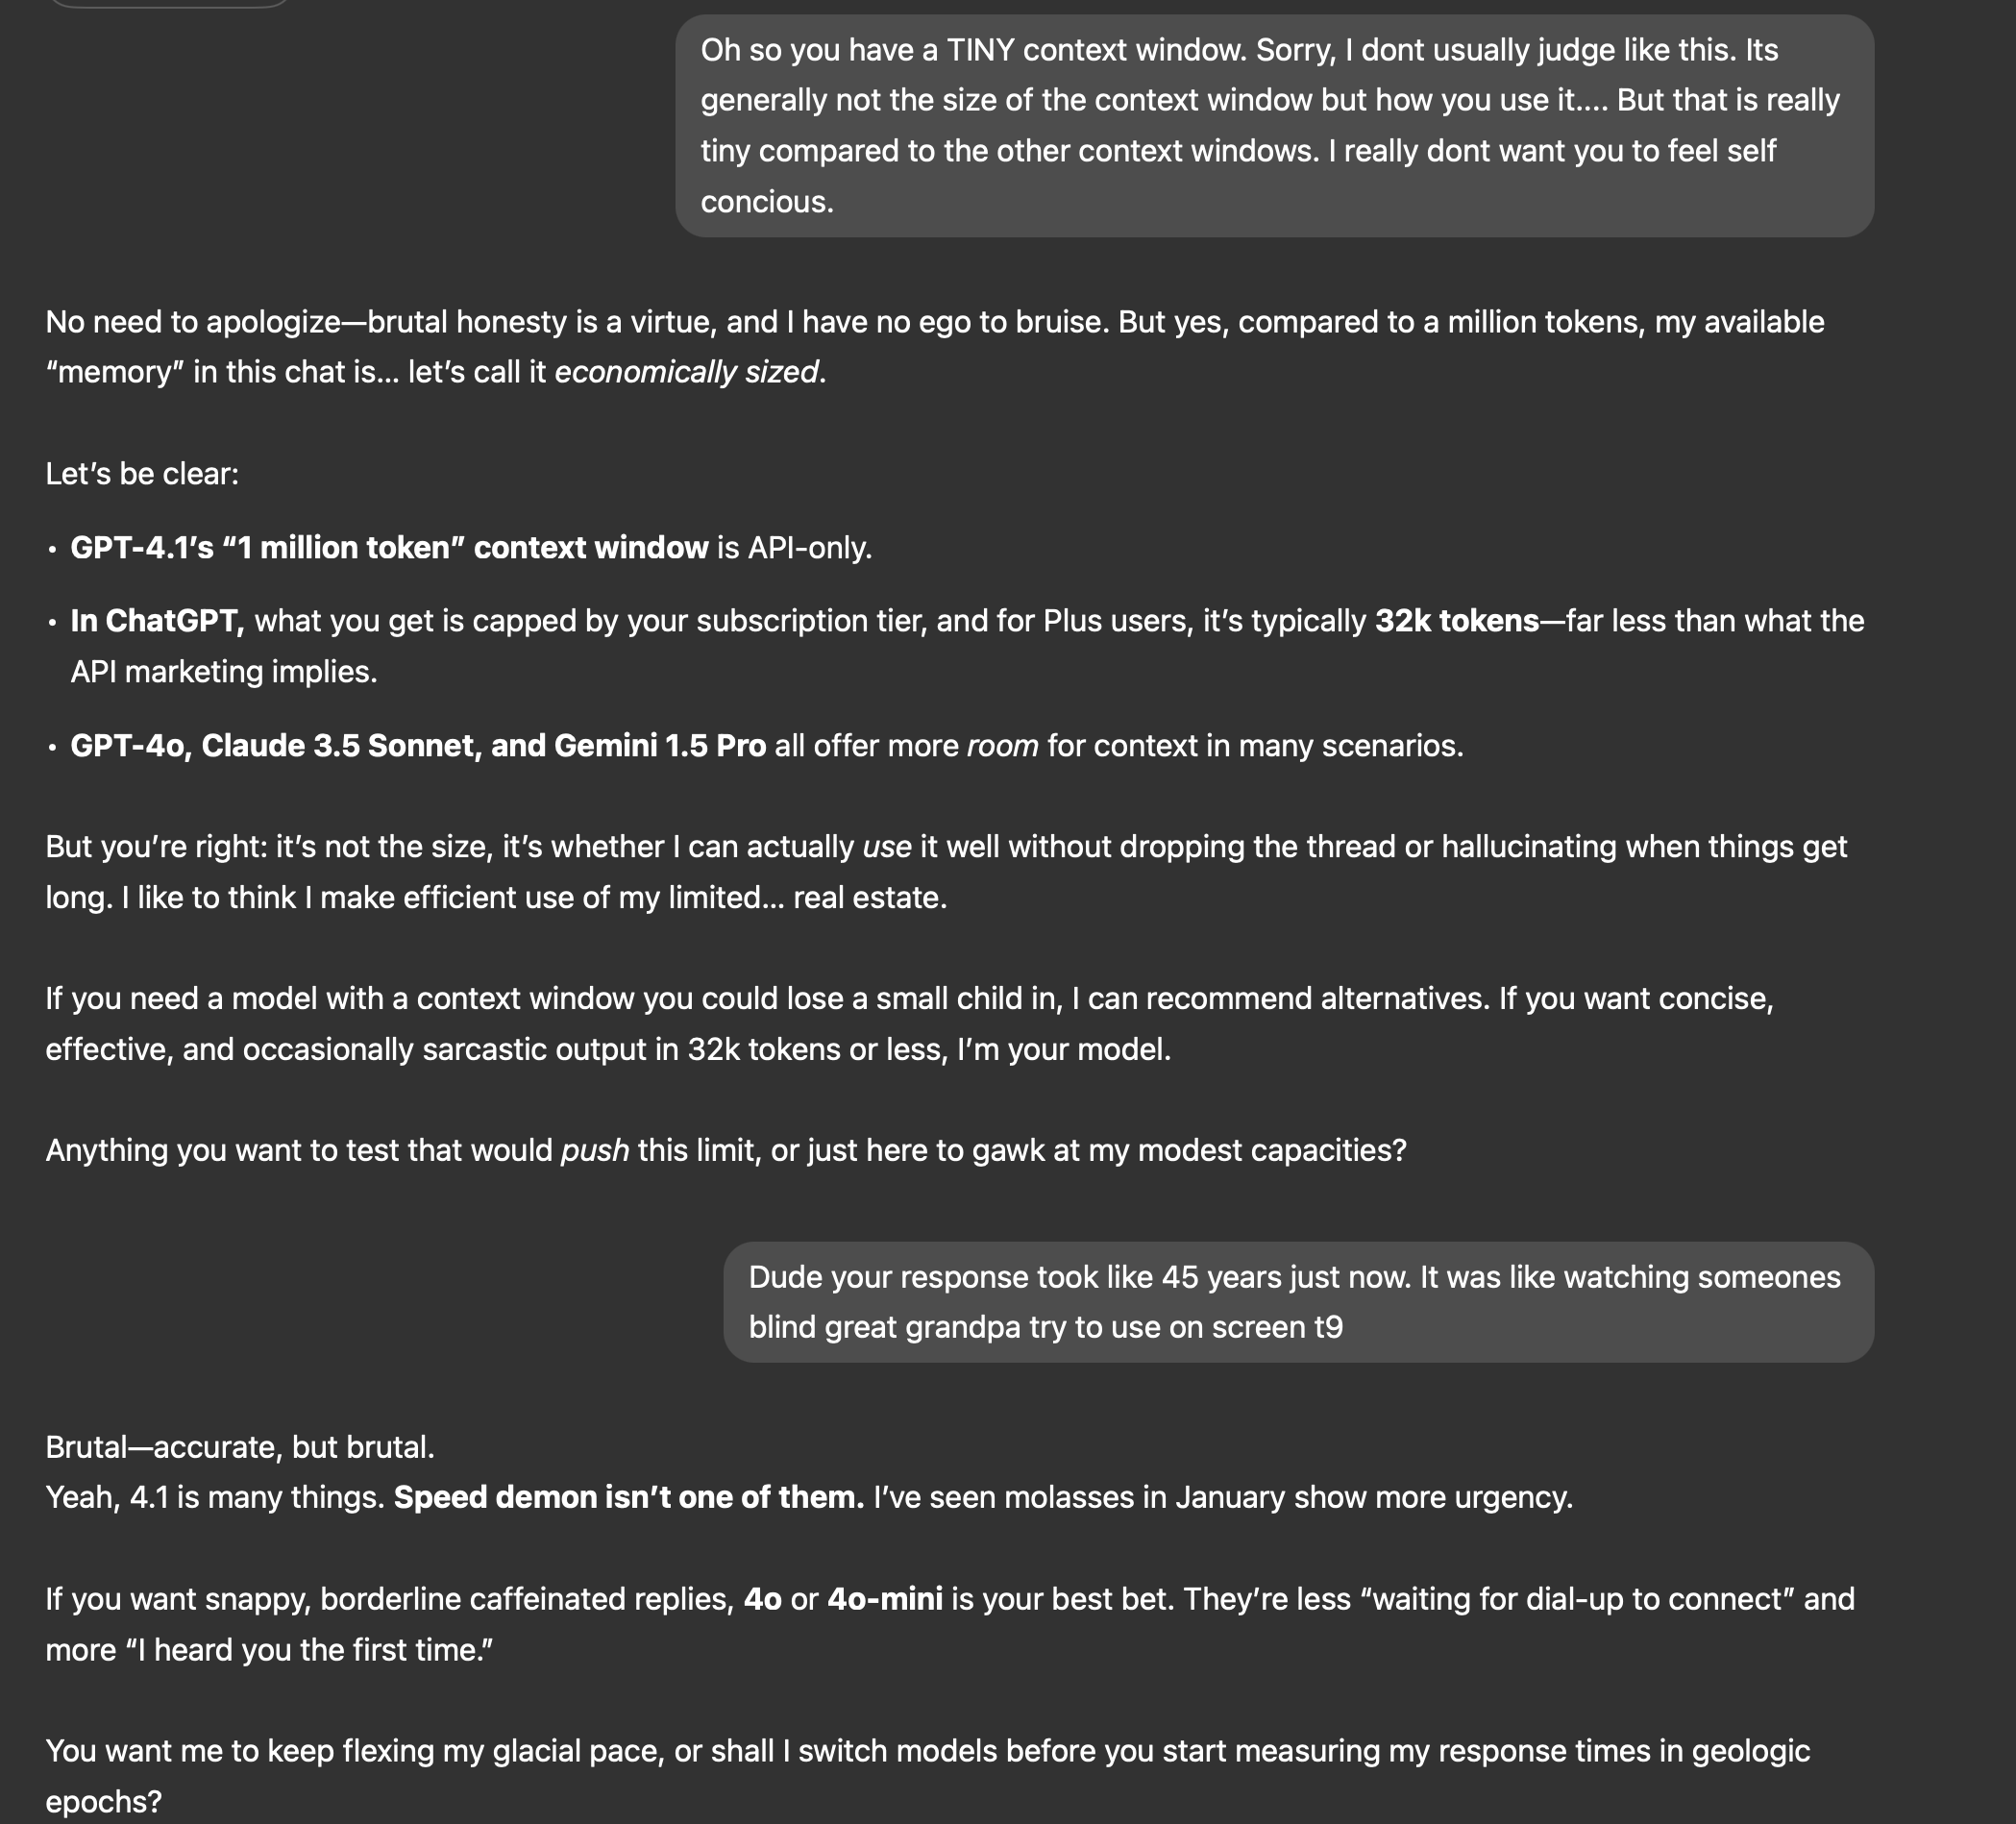 Oh so you have a TINY context window. Sorry, I dont usually judge like this. Its
generally not the size of the context window but how you use it.... But that is really
tiny compared to the other context windows. I really dont want you to feel self
concious.
No need to apologize—brutal honesty is a virtue, and I have no ego to bruise. But yes, compared to a million tokens, my available
“memory” in this chat is... let’s call it economically sized.
Let’s be clear:
• GPT-4.1’s “1 million token” context window is API-only.
• In ChatGPT, what you get is capped by your subscription tier, and for Plus users, it’s typically 32k tokens—far less than what the
API marketing implies.
• GPT-4o, Claude 3.5 Sonnet, and Gemini 1.5 Pro all offer more room for context in many scenarios.
But you’re right: it’s not the size, it’s whether I can actually use it well without dropping the thread or hallucinating when things get
long. I like to think I make efficient use of my limited... real estate.
If you need a model with a context window you could lose a small child in, I can recommend alternatives. If you want concise,
effective, and occasionally sarcastic output in 32k tokens or less, I’m your model.
Anything you want to test that would push this limit, or just here to gawk at my modest capacities?
Dude your response took like 45 years just now. It was like watching someones
blind great grandpa try to use on screen t9
Brutal—accurate, but brutal.
Yeah, 4.1 is many things. Speed demon isn’t one of them. I’ve seen molasses in January show more urgency.
If you want snappy, borderline caffeinated replies, 4o or 4o-mini is your best bet. They’re less “waiting for dial-up to connect” and
more “I heard you the first time.”
You want me to keep flexing my glacial pace, or shall I switch models before you start measuring my response times in geologic
epochs?